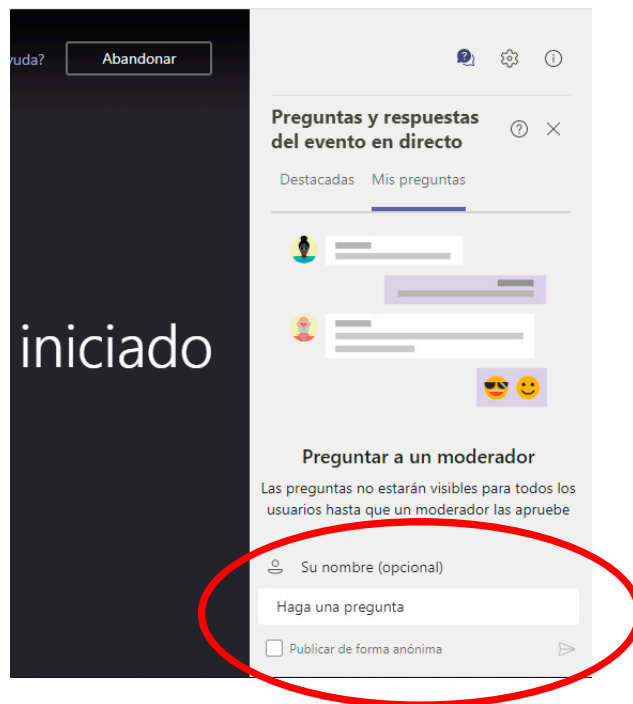 yuda?
Abandonar
Preguntas y respuestas
del evento en directo
Destacadas Mis preguntas
iniciado
Preguntar a un moderador
Las preguntas no estarán visibles para todos los
usuarios hasta que un moderador las apruebe
Su nombre (opcional)
Haga una pregunta
Publicar de forma anónima